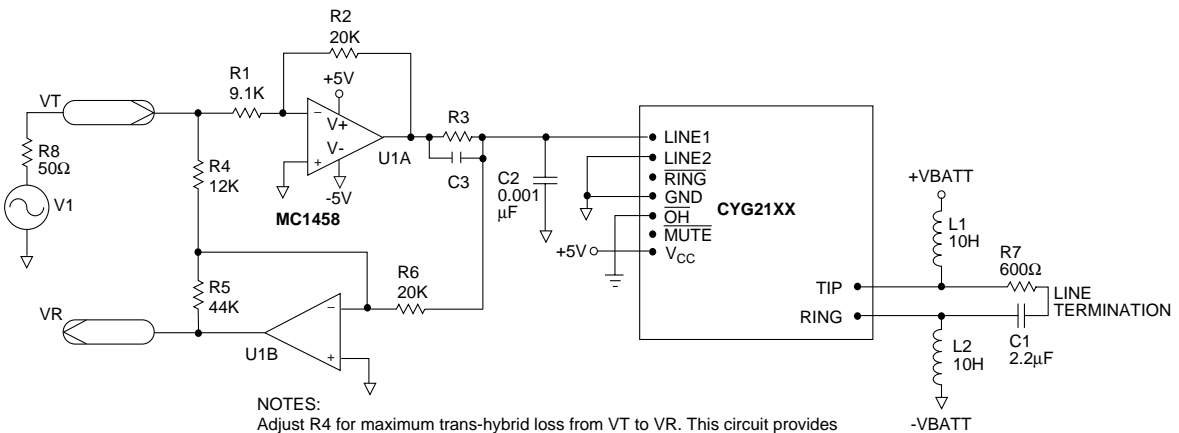 R2
20K
R1
9.1K
+5V
VT
R8
50Ω
V1
R4
12K
−
V+
V-
+
U1A
-5V
MC1458
R3
C3
C2
0.001
µF
LINE1
LINE2
RING
GND
OH
MUTE
VCC
CYG21XX
+5V
TIP
RING
+VBATT
L1
10H
R7
600Ω
LINE
TERMINATION
C1
2.2µF
L2
10H
-VBATT
R5
44K
VR
R6
20K
−
+
U1B
NOTES:
Adjust R4 for maximum trans-hybrid loss from VT to VR. This circuit provides